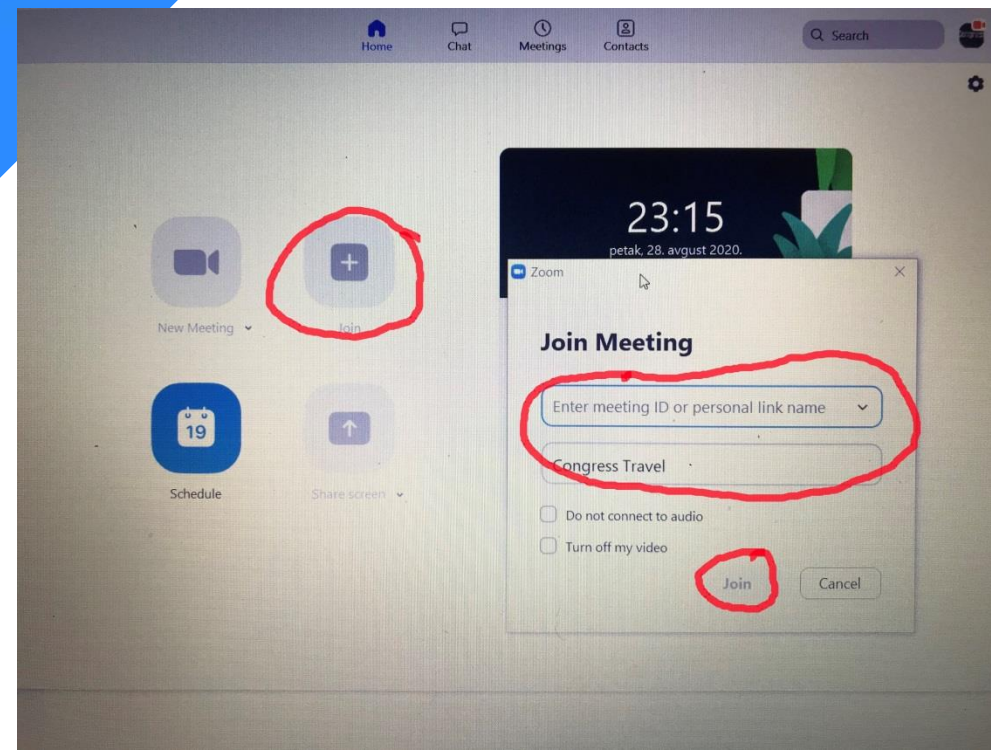 Home
Chat
Meetings
Contacts
Search
23:15
petak, 28. avgust 2020.
Zoom
New Meeting
Join
Join Meeting
Enter meeting ID or personal link name
Congress Travel
19
Schedule
Share screen
Do not connect to audio
Turn off my video
Join
Cancel